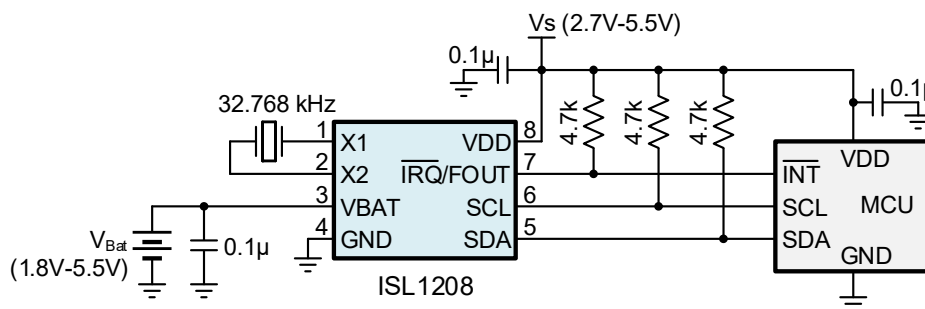 Vs (2.7V-5.5V)
0.1µ
32.768 kHz
4.7k
4.7k
4.7k
0.1µ
1
X1
VDD
8
2
X2
IRQ/FOUT
7
3
VBAT
SCL
6
4
GND
SDA
5
VDD
INT
SCL
MCU
SDA
GND
VBat
(1.8V-5.5V)
0.1µ
ISL1208